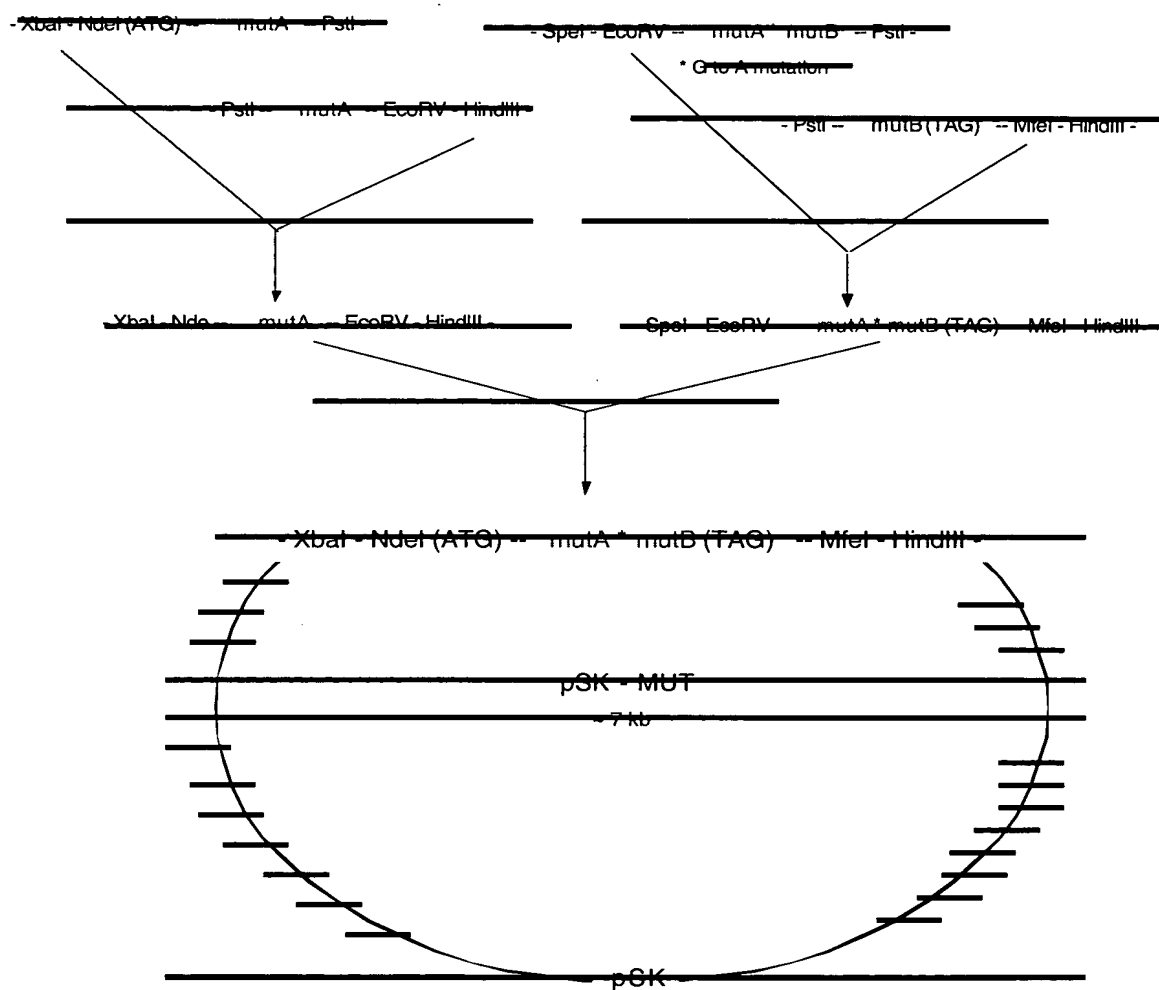 - XbaI - NdeI (ATG) -- mutA -- PstI -
- SpeI - EcoRV -- mutA* mutB* -- PstI -
* G to A mutation
- PstI -- mutA -- EcoRV - HindIII
- PstI -- mutB (TAG) -- MfeI - HindIII -
XbaI - Nde -- mutA -- EcoRV - HindIII -
SpeI - EcoRV mutA * mutB (TAG) MfeI - HindIII
- XbaI - NdeI (ATG) -- mutA * mutB (TAG) -- MfeI - HindIII -
pSK - MUT
~ 7 kb
pSK